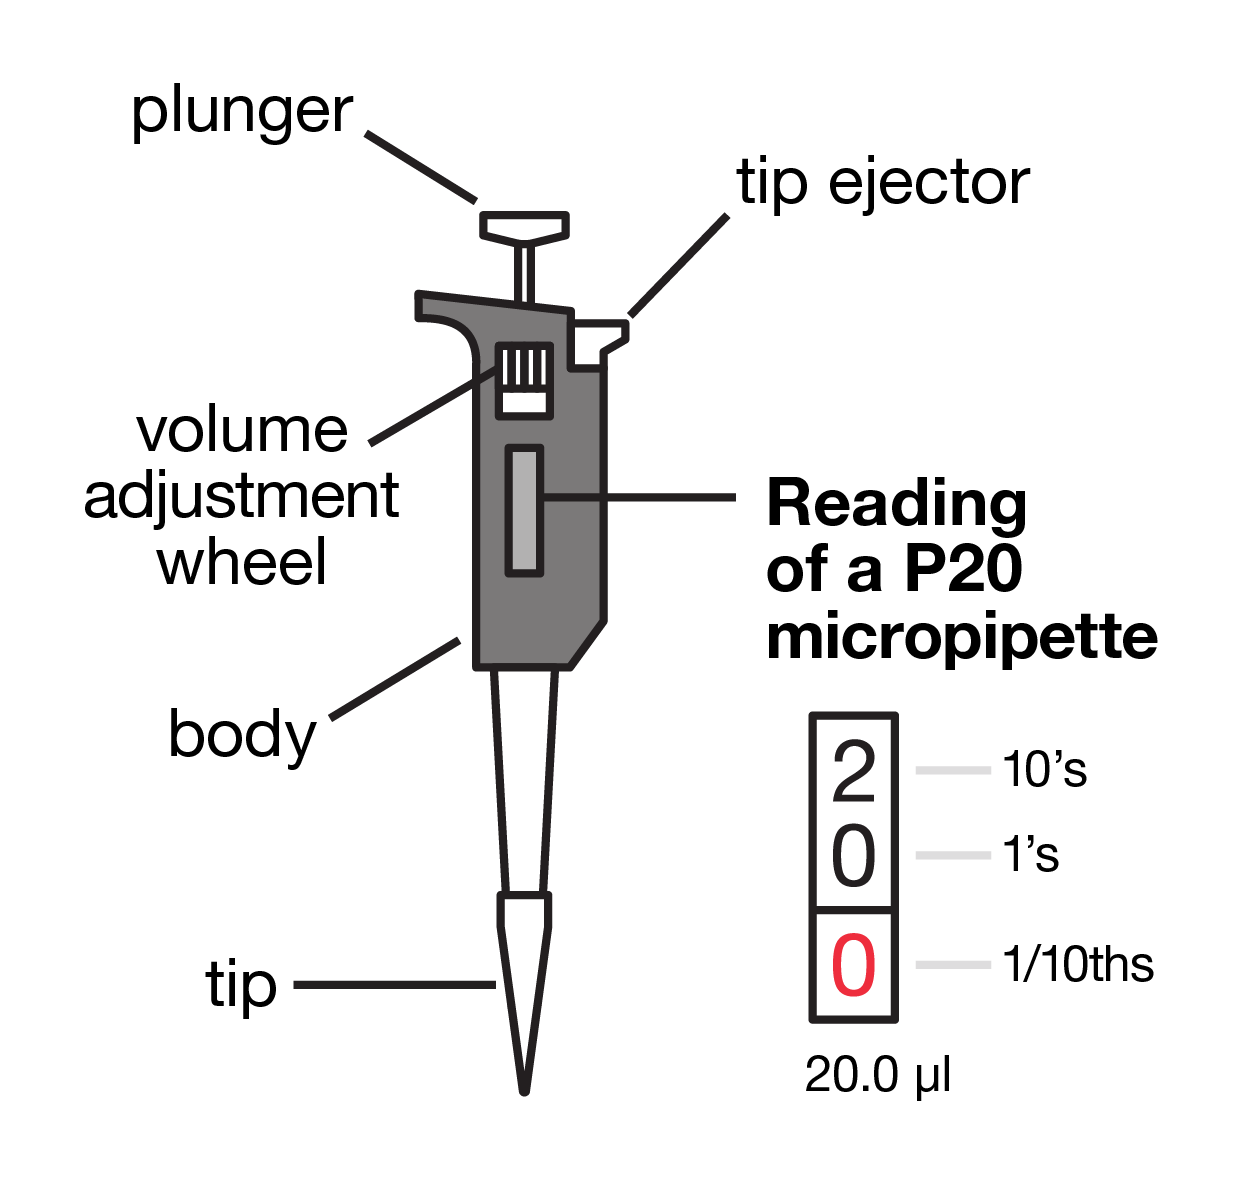 plunger
tip ejector
volume
adjustment
wheel
Reading
of a P20
micropipette
body
2
10’s
0
1’s
0
1/10ths
tip
20.0 µl